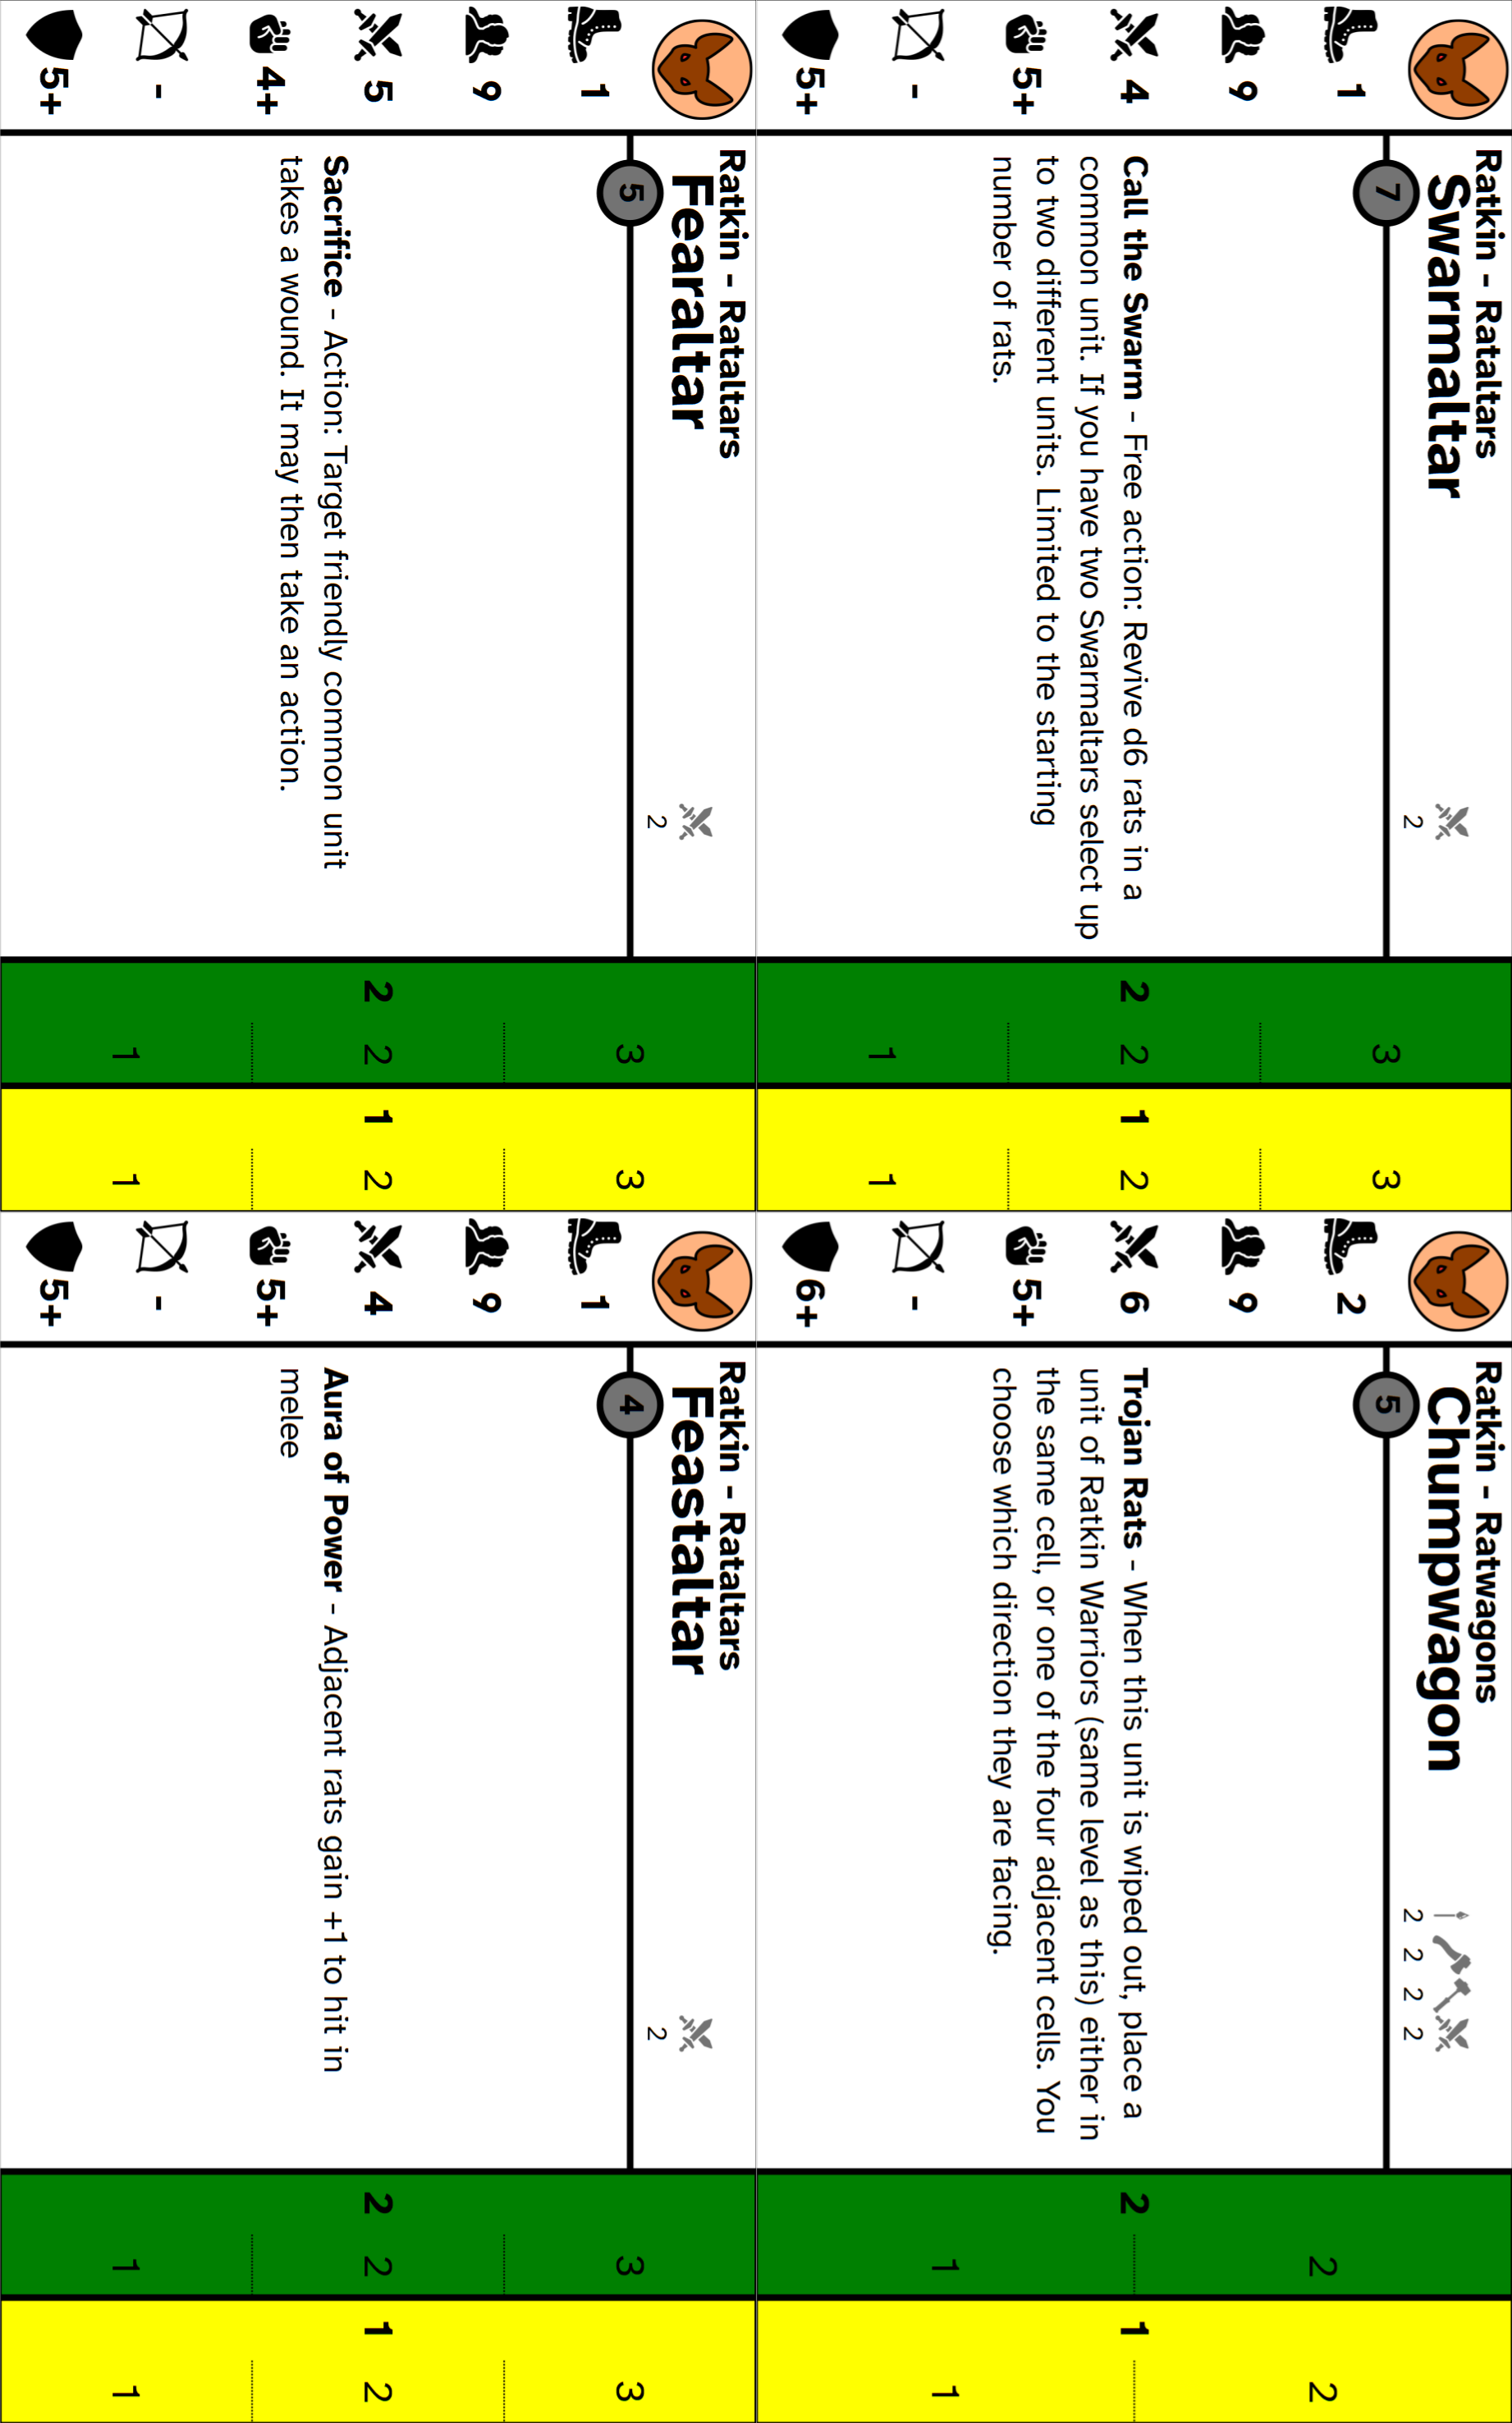 1
9
4
5+
-
5+
Ratkin - Rataltars
Swarmaltar
2
7
Call the Swarm - Free action: Revive d6 rats in a
common unit. If you have two Swarmaltars select up
to two different units. Limited to the starting
number of rats.
2
3
2
1
1
3
2
1
2
9
6
5+
-
6+
Ratkin - Ratwagons
Chumpwagon
2 2 2 2
5
Trojan Rats - When this unit is wiped out, place a
unit of Ratkin Warriors (same level as this) either in
the same cell, or one of the four adjacent cells. You
choose which direction they are facing.
2
2
1
1
2
1
1
9
5
4+
-
5+
Ratkin - Rataltars
Fearaltar
2
5
Sacrifice - Action: Target friendly common unit
takes a wound. It may then take an action.
2
3
2
1
1
3
2
1
1
9
4
5+
-
5+
Ratkin - Rataltars
Feastaltar
2
4
Aura of Power - Adjacent rats gain +1 to hit in
melee
2
3
2
1
1
3
2
1